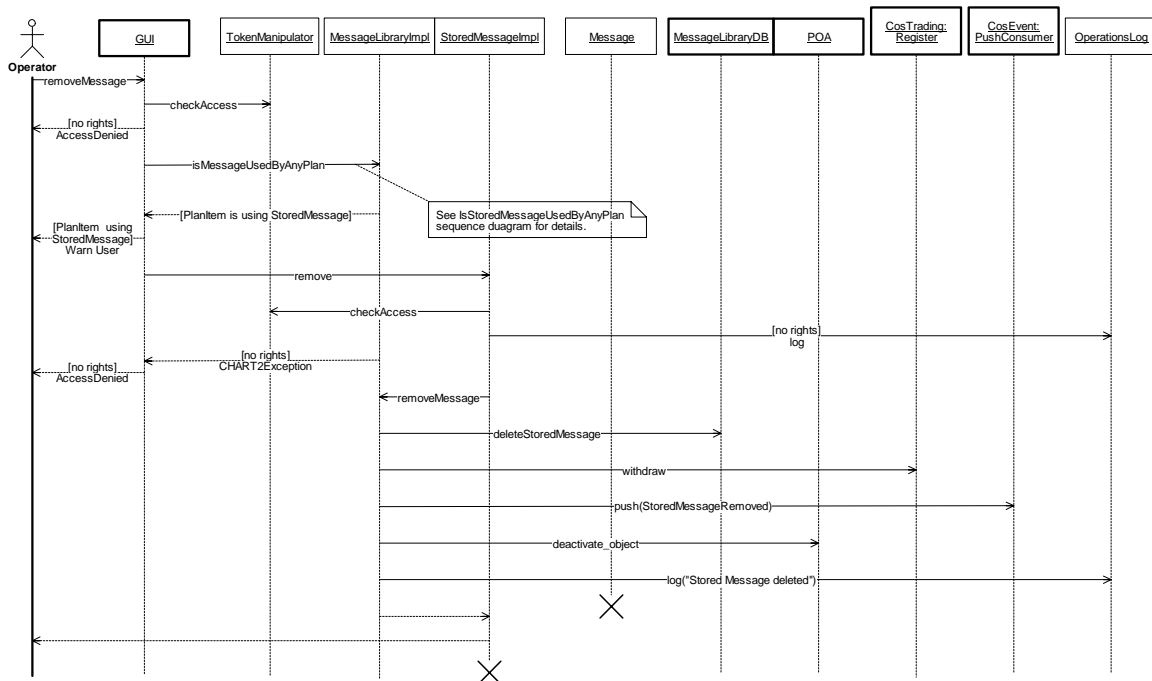 Operator
GUI
TokenManipulator
MessageLibraryImpl
StoredMessageImpl
Message
MessageLibraryDB
POA
CosTrading:
Register
CosEvent:
PushConsumer
OperationsLog
removeMessage
checkAccess
[no rights]
AccessDenied
isMessageUsedByAnyPlan
See IsStoredMessageUsedByAnyPlan
sequence duagram for details.
[PlanItem is using StoredMessage]
[PlanItem using
StoredMessage]
Warn User
remove
checkAccess
[no rights]
log
[no rights]
CHART2Exception
[no rights]
AccessDenied
removeMessage
deleteStoredMessage
withdraw
push(StoredMessageRemoved)
deactivate_object
log("Stored Message deleted")